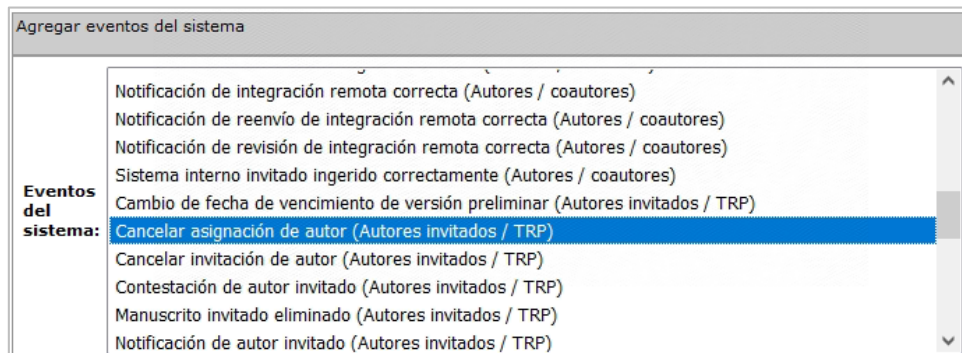 Agregar eventos del sistema
Notificación de integración remota correcta (Autores / coautores)
Notificación de reenvío de integración remota correcta (Autores / coautores)
Notificación de revisión de integración remota correcta (Autores / coautores)
Sistema interno invitado ingerido correctamente (Autores / coautores)
Cambio de fecha de vencimiento de versión preliminar (Autores invitados / TRP)
Eventos
del
sistema:
Cancelar asignación de autor (Autores invitados / TRP)
Cancelar invitación de autor (Autores invitados / TRP)
Contestación de autor invitado (Autores invitados / TRP)
Manuscrito invitado eliminado (Autores invitados / TRP)
Notificación de autor invitado (Autores invitados / TRP)